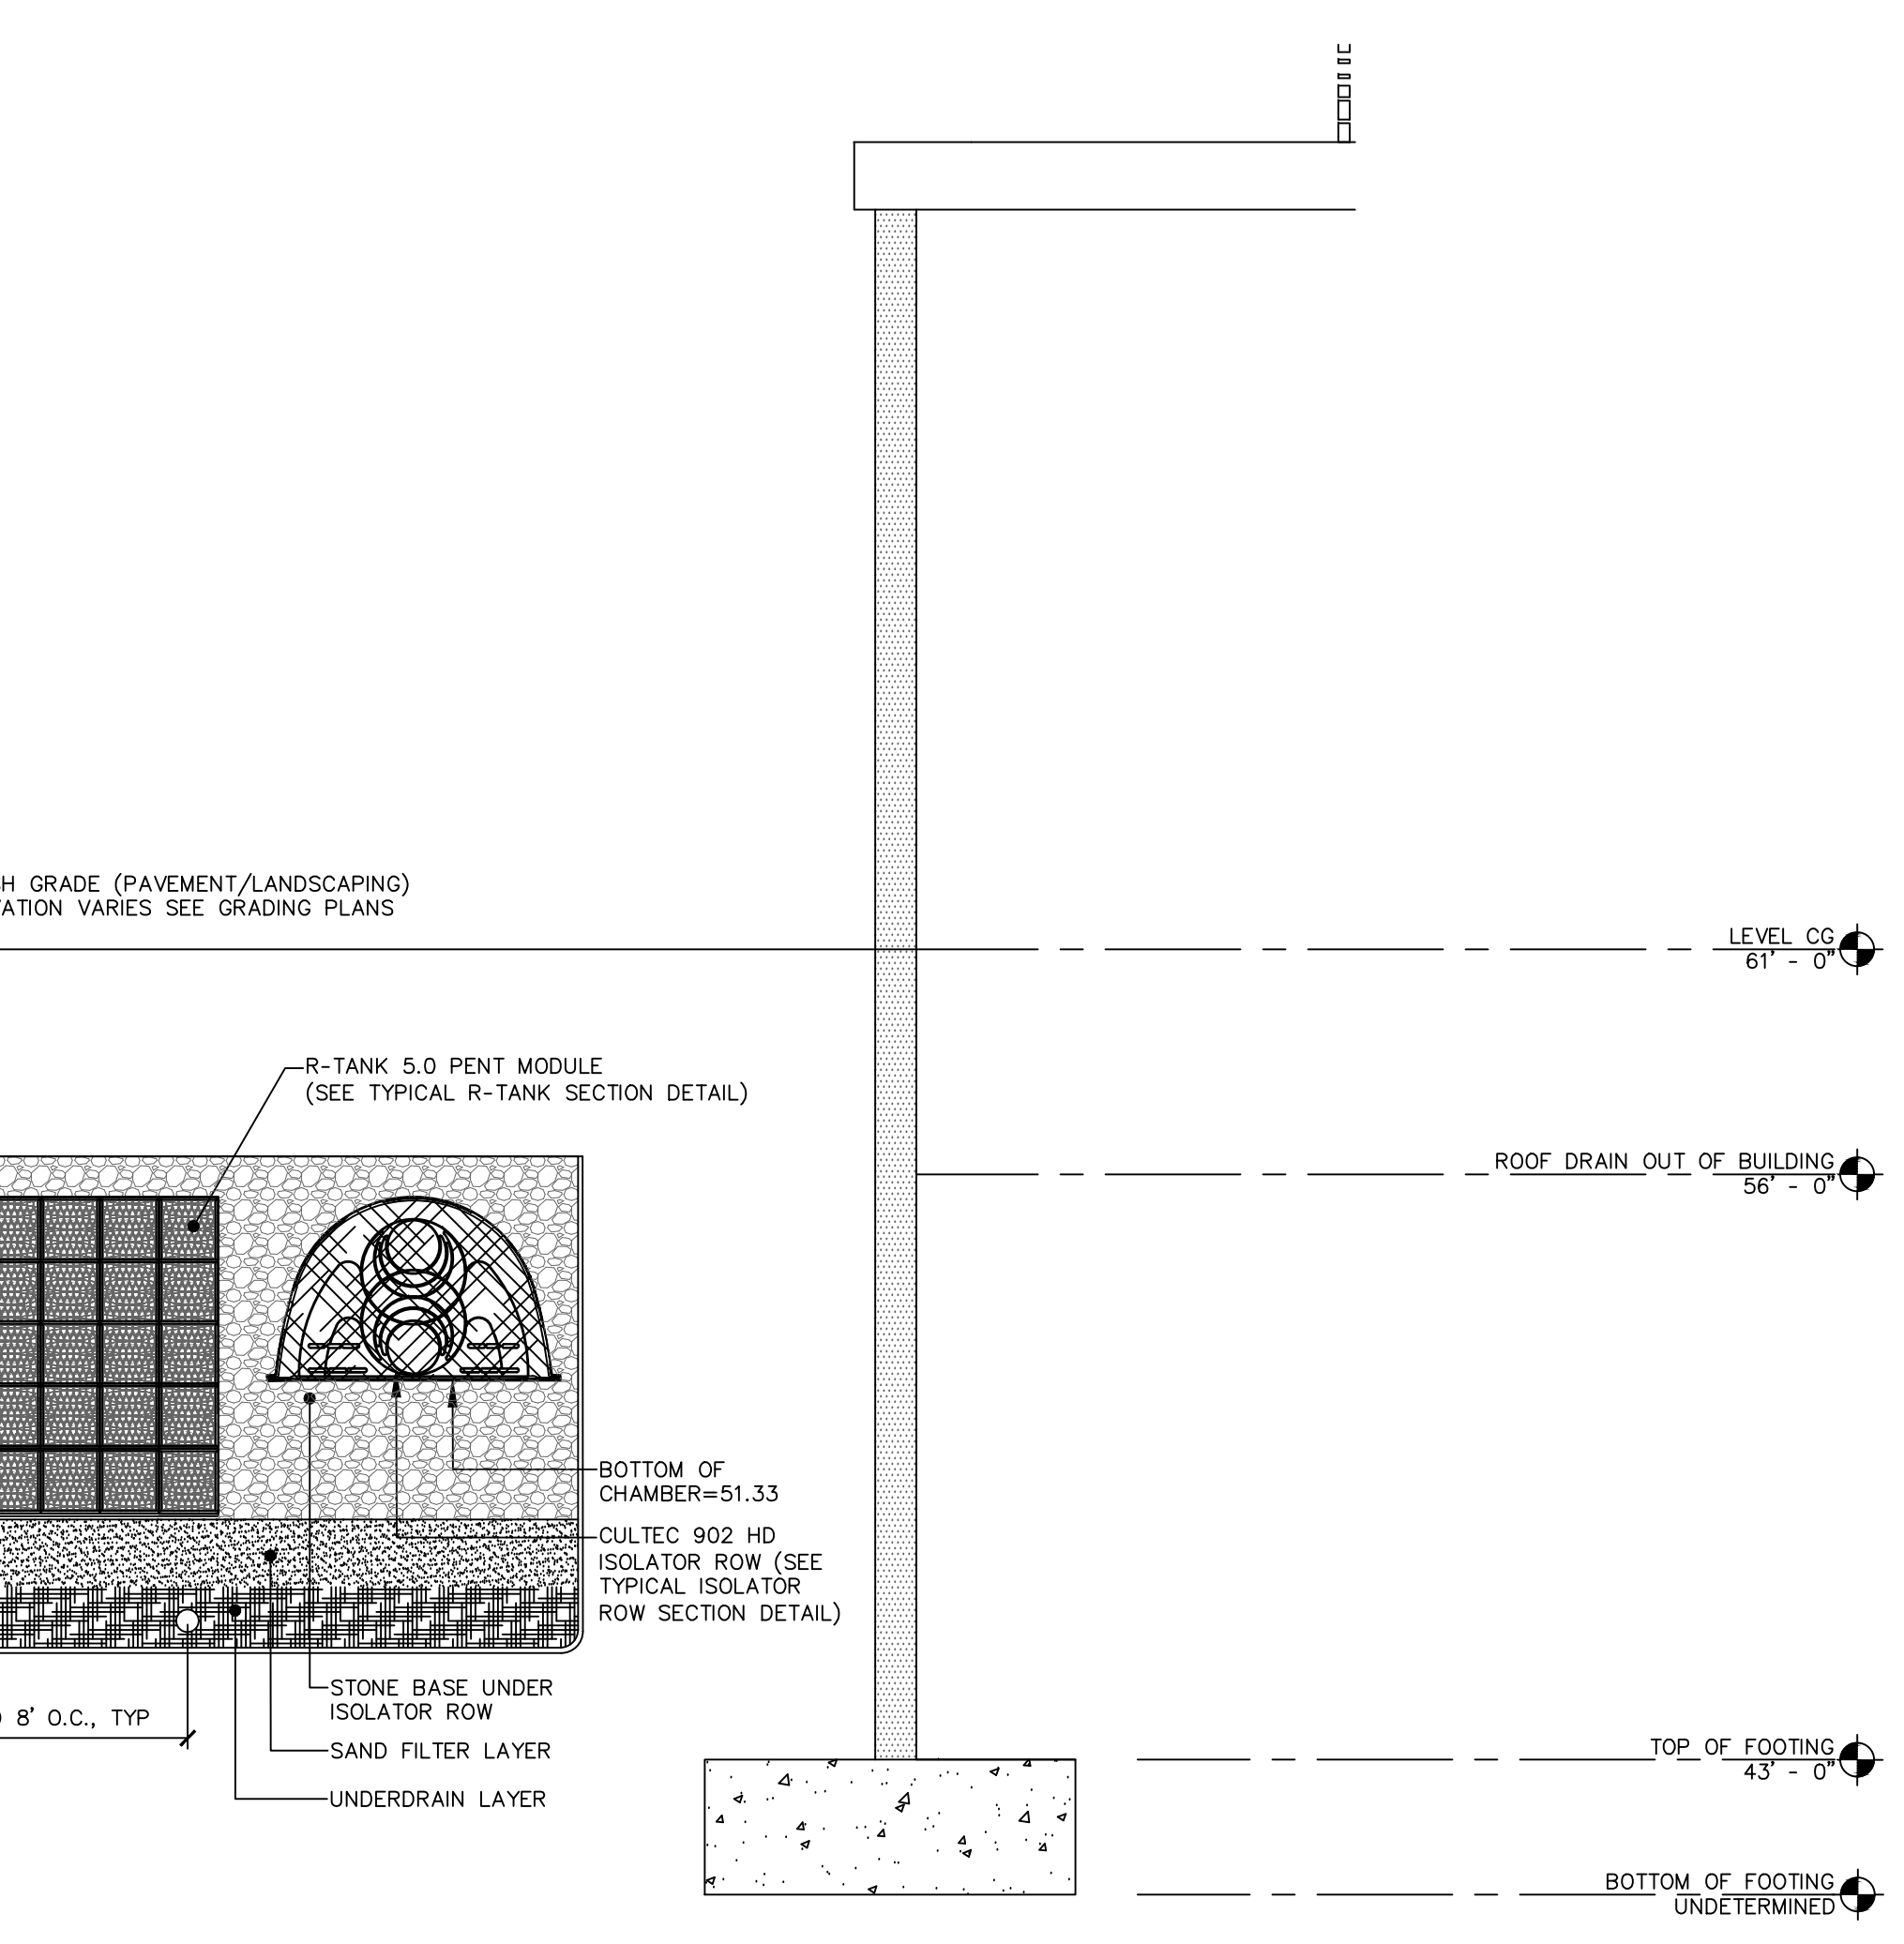 GRADE (PAVEMENT/LANDSCAPING)
VARIES SEE GRADING PLANS
LEVEL CG
61' - 0"
R-TANK 5.0 PENT MODULE
(SEE TYPICAL R-TANK SECTION DETAIL)
ROOF DRAIN OUT OF BUILDING
56' - 0"
BOTTOM OF
CHAMBER=51.33
CULTEC 902 HD
ISOLATOR ROW (SEE
TYPICAL ISOLATOR
ROW SECTION DETAIL)
STONE BASE UNDER
ISOLATOR ROW
8' O.C., TYP
SAND FILTER LAYER
UNDERDRAIN LAYER
TOP OF FOOTING
43' - 0"
BOTTOM OF FOOTING
UNDETERMINED